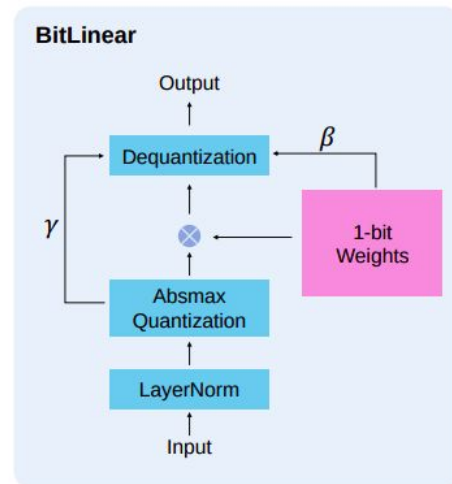 BitLinear
Output
Dequantization
β
γ
1-bit
Weights
Absmax
Quantization
LayerNorm
Input